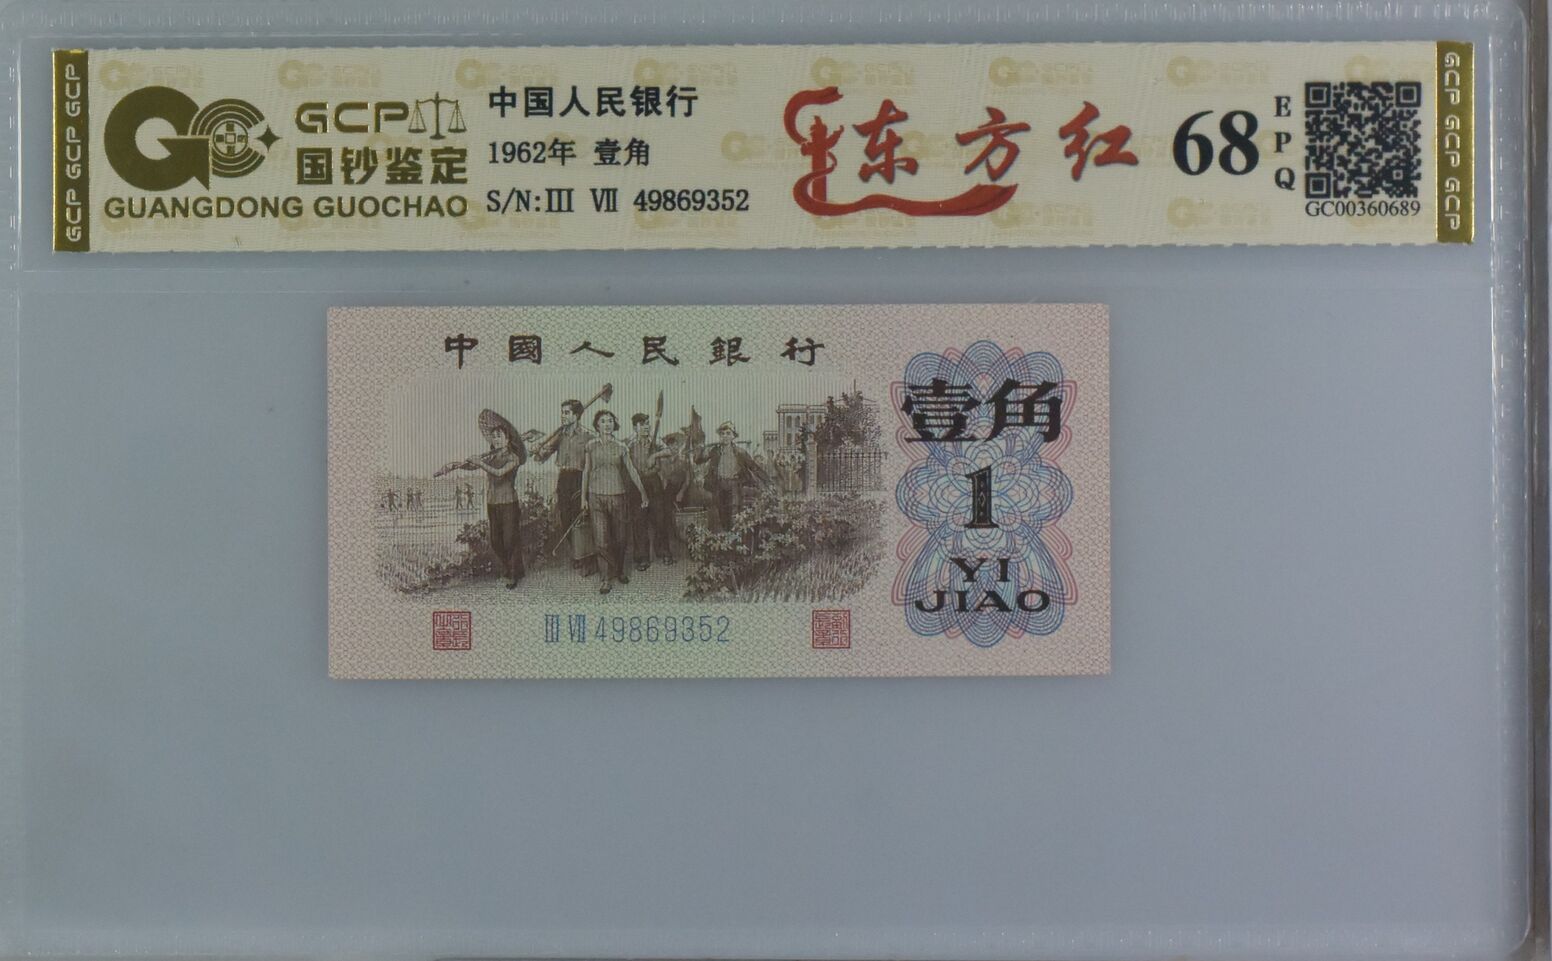 GCP GCP GCP
GCP
国钞鉴定
GUANGDONG GUOCHAO
中国人民银行
1962年 壹角
S/N:III VII 49869352
东方红
68
EPQ
GC00360689
GCP GCP GCP
中國人民銀行
壹角
1
YI
JIAO
III VII 49869352